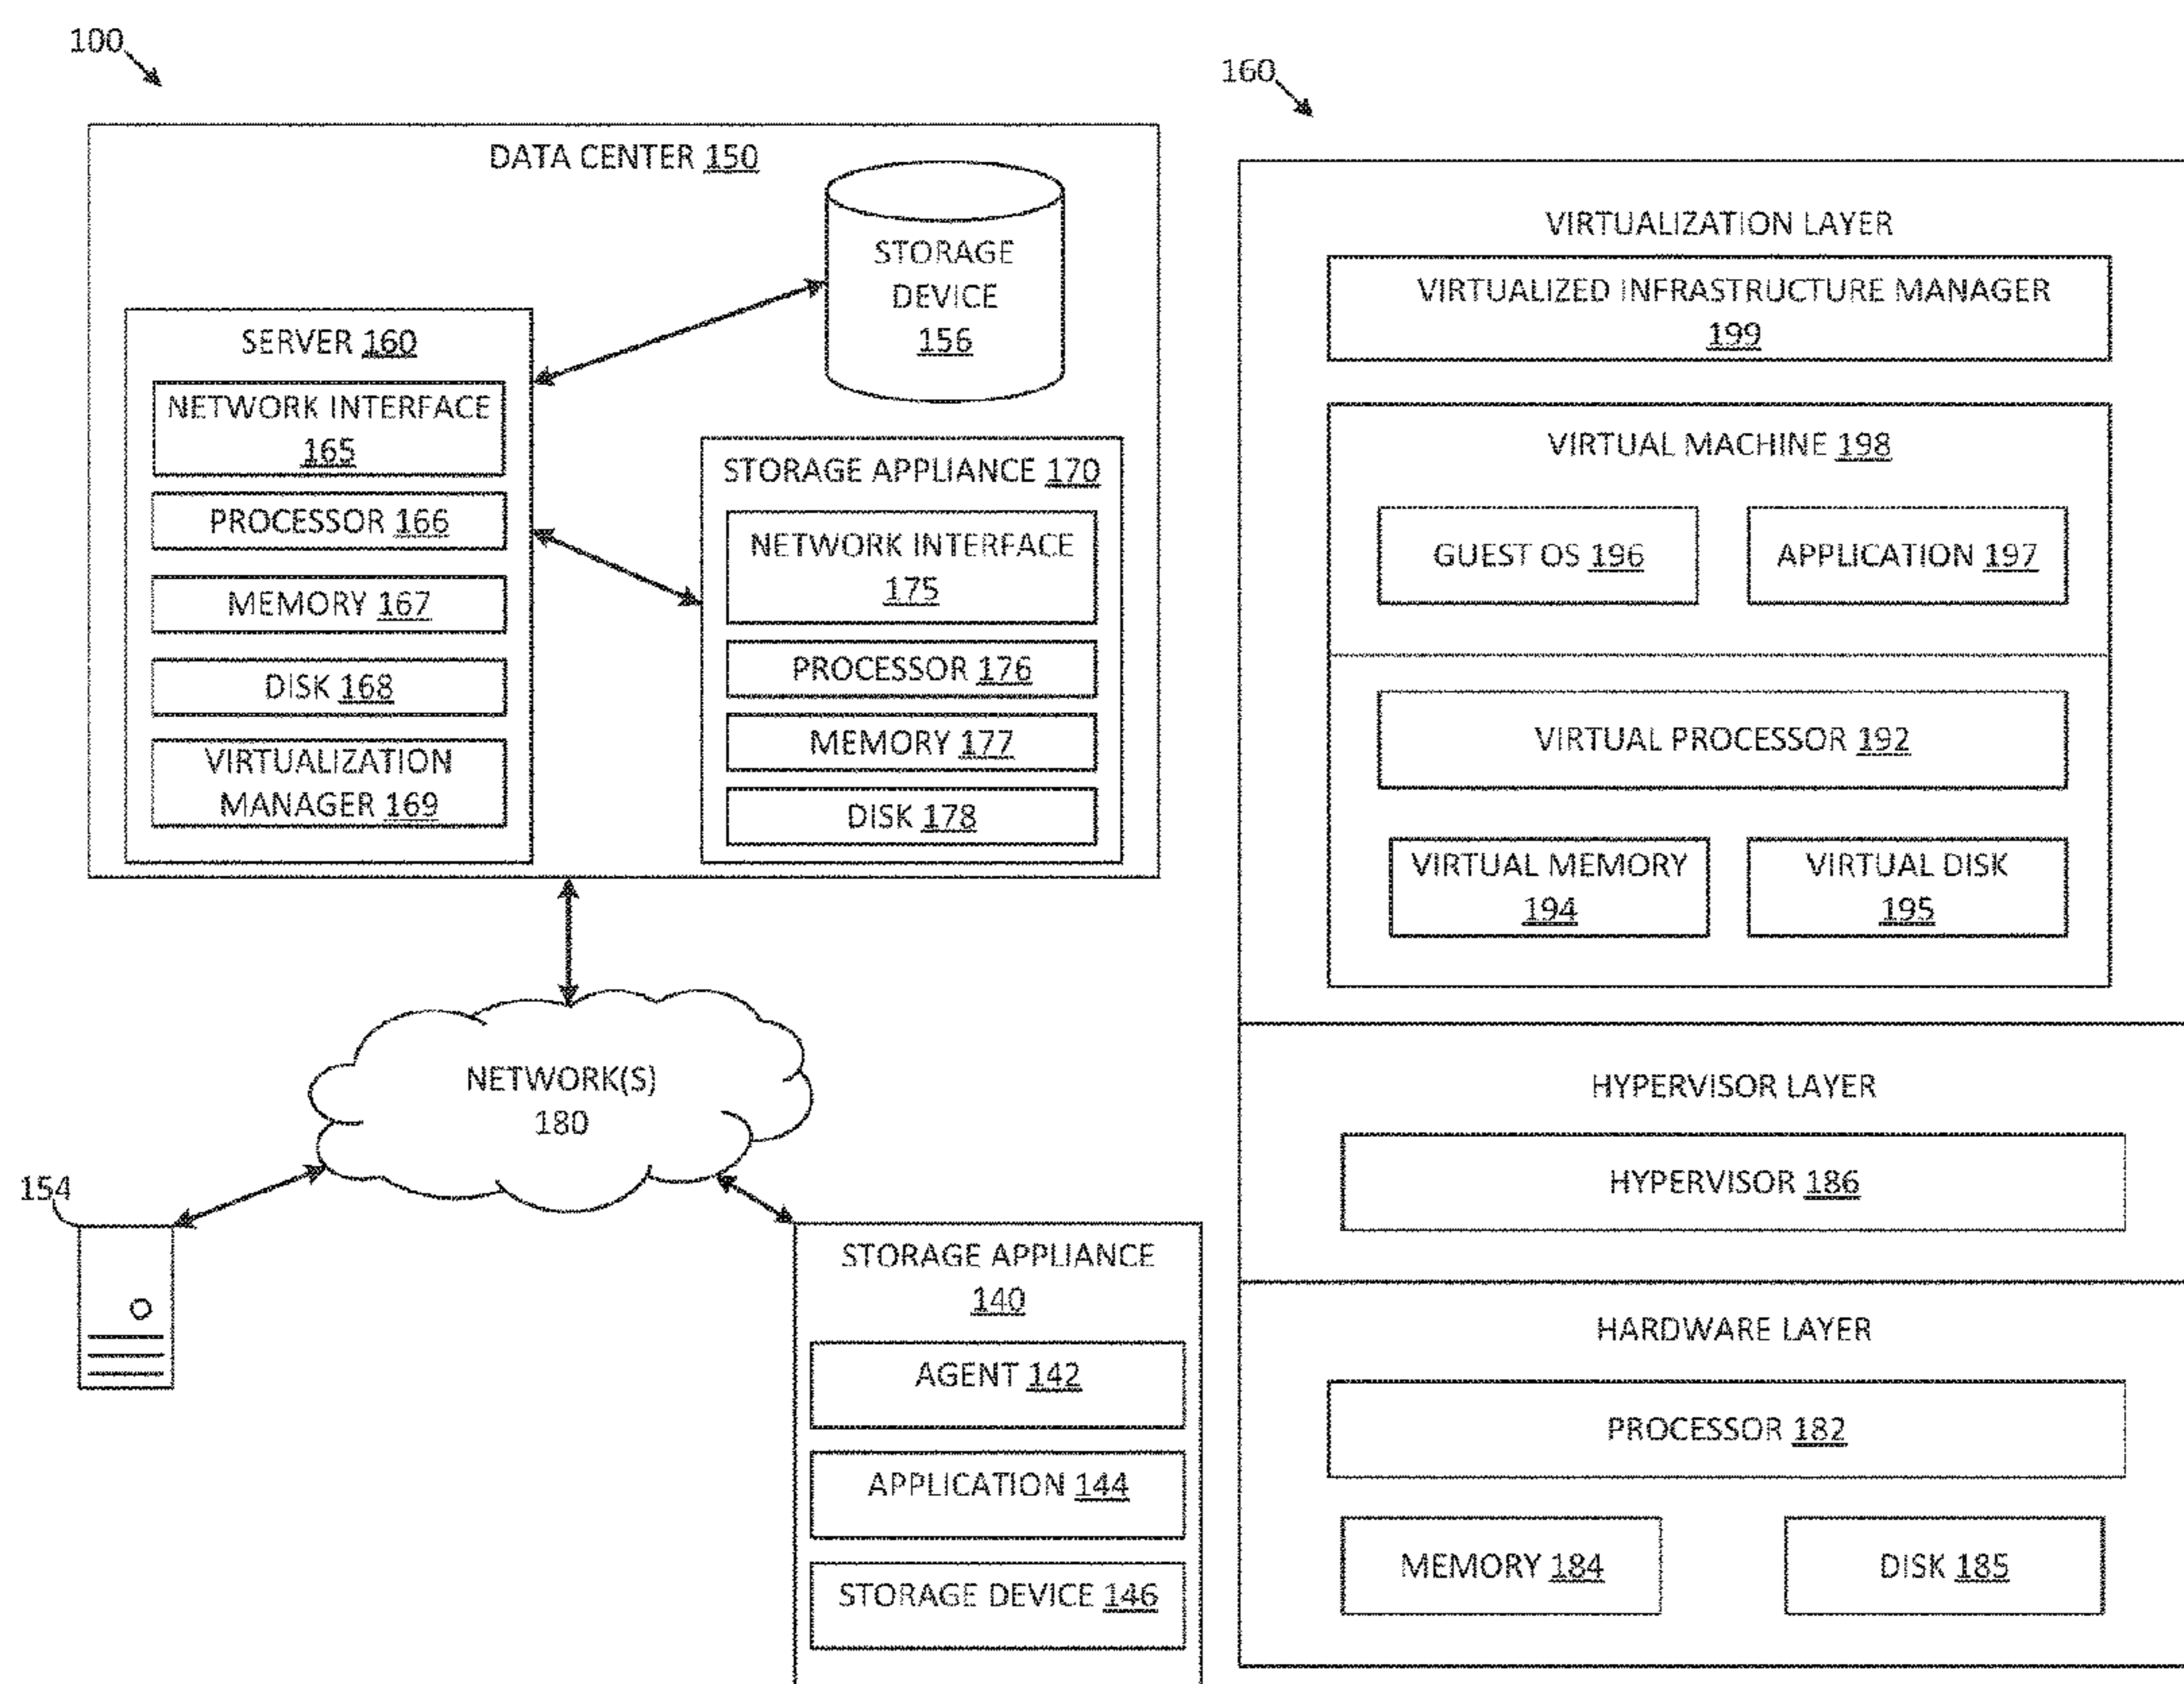 100
DATA CENTER 150
STORAGE
DEVICE
156
SERVER 160
NETWORK INTERFACE
165
PROCESSOR 166
MEMORY 167
DISK 168
VIRTUALIZATION
MANAGER 169
STORAGE APPLIANCE 170
NETWORK INTERFACE
175
PROCESSOR 176
MEMORY 177
DISK 178
NETWORK(S)
180
154
STORAGE APPLIANCE
140
AGENT 142
APPLICATION 144
STORAGE DEVICE 146
160
VIRTUALIZATION LAYER
VIRTUALIZED INFRASTRUCTURE MANAGER
199
VIRTUAL MACHINE 198
GUEST OS 196
APPLICATION 197
VIRTUAL PROCESSOR 192
VIRTUAL MEMORY
194
VIRTUAL DISK
195
HYPERVISOR LAYER
HYPERVISOR 186
HARDWARE LAYER
PROCESSOR 182
MEMORY 184
DISK 185